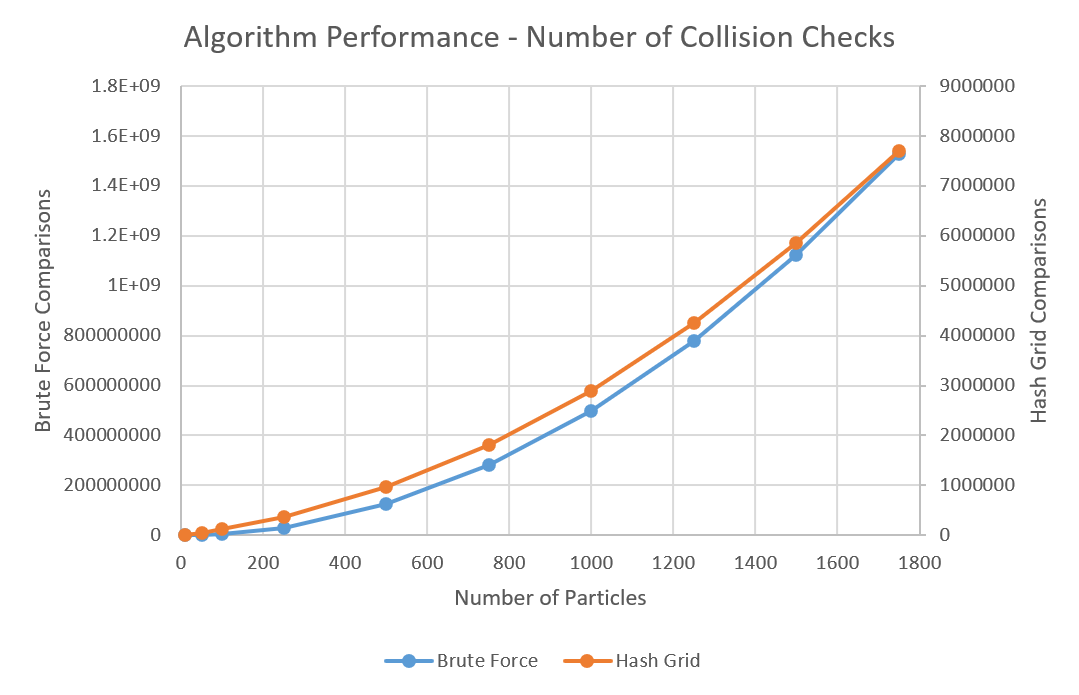 Algorithm Performance - Number of Collision Checks
1.8E+09
1.6E+09
1.4E+09
1.2E+09
1E+09
800000000
600000000
400000000
200000000
0
Brute Force Comparisons
9000000
8000000
7000000
6000000
5000000
4000000
3000000
2000000
1000000
0
Hash Grid Comparisons
0 200 400 600 800 1000 1200 1400 1600 1800
Number of Particles
Brute Force Hash Grid